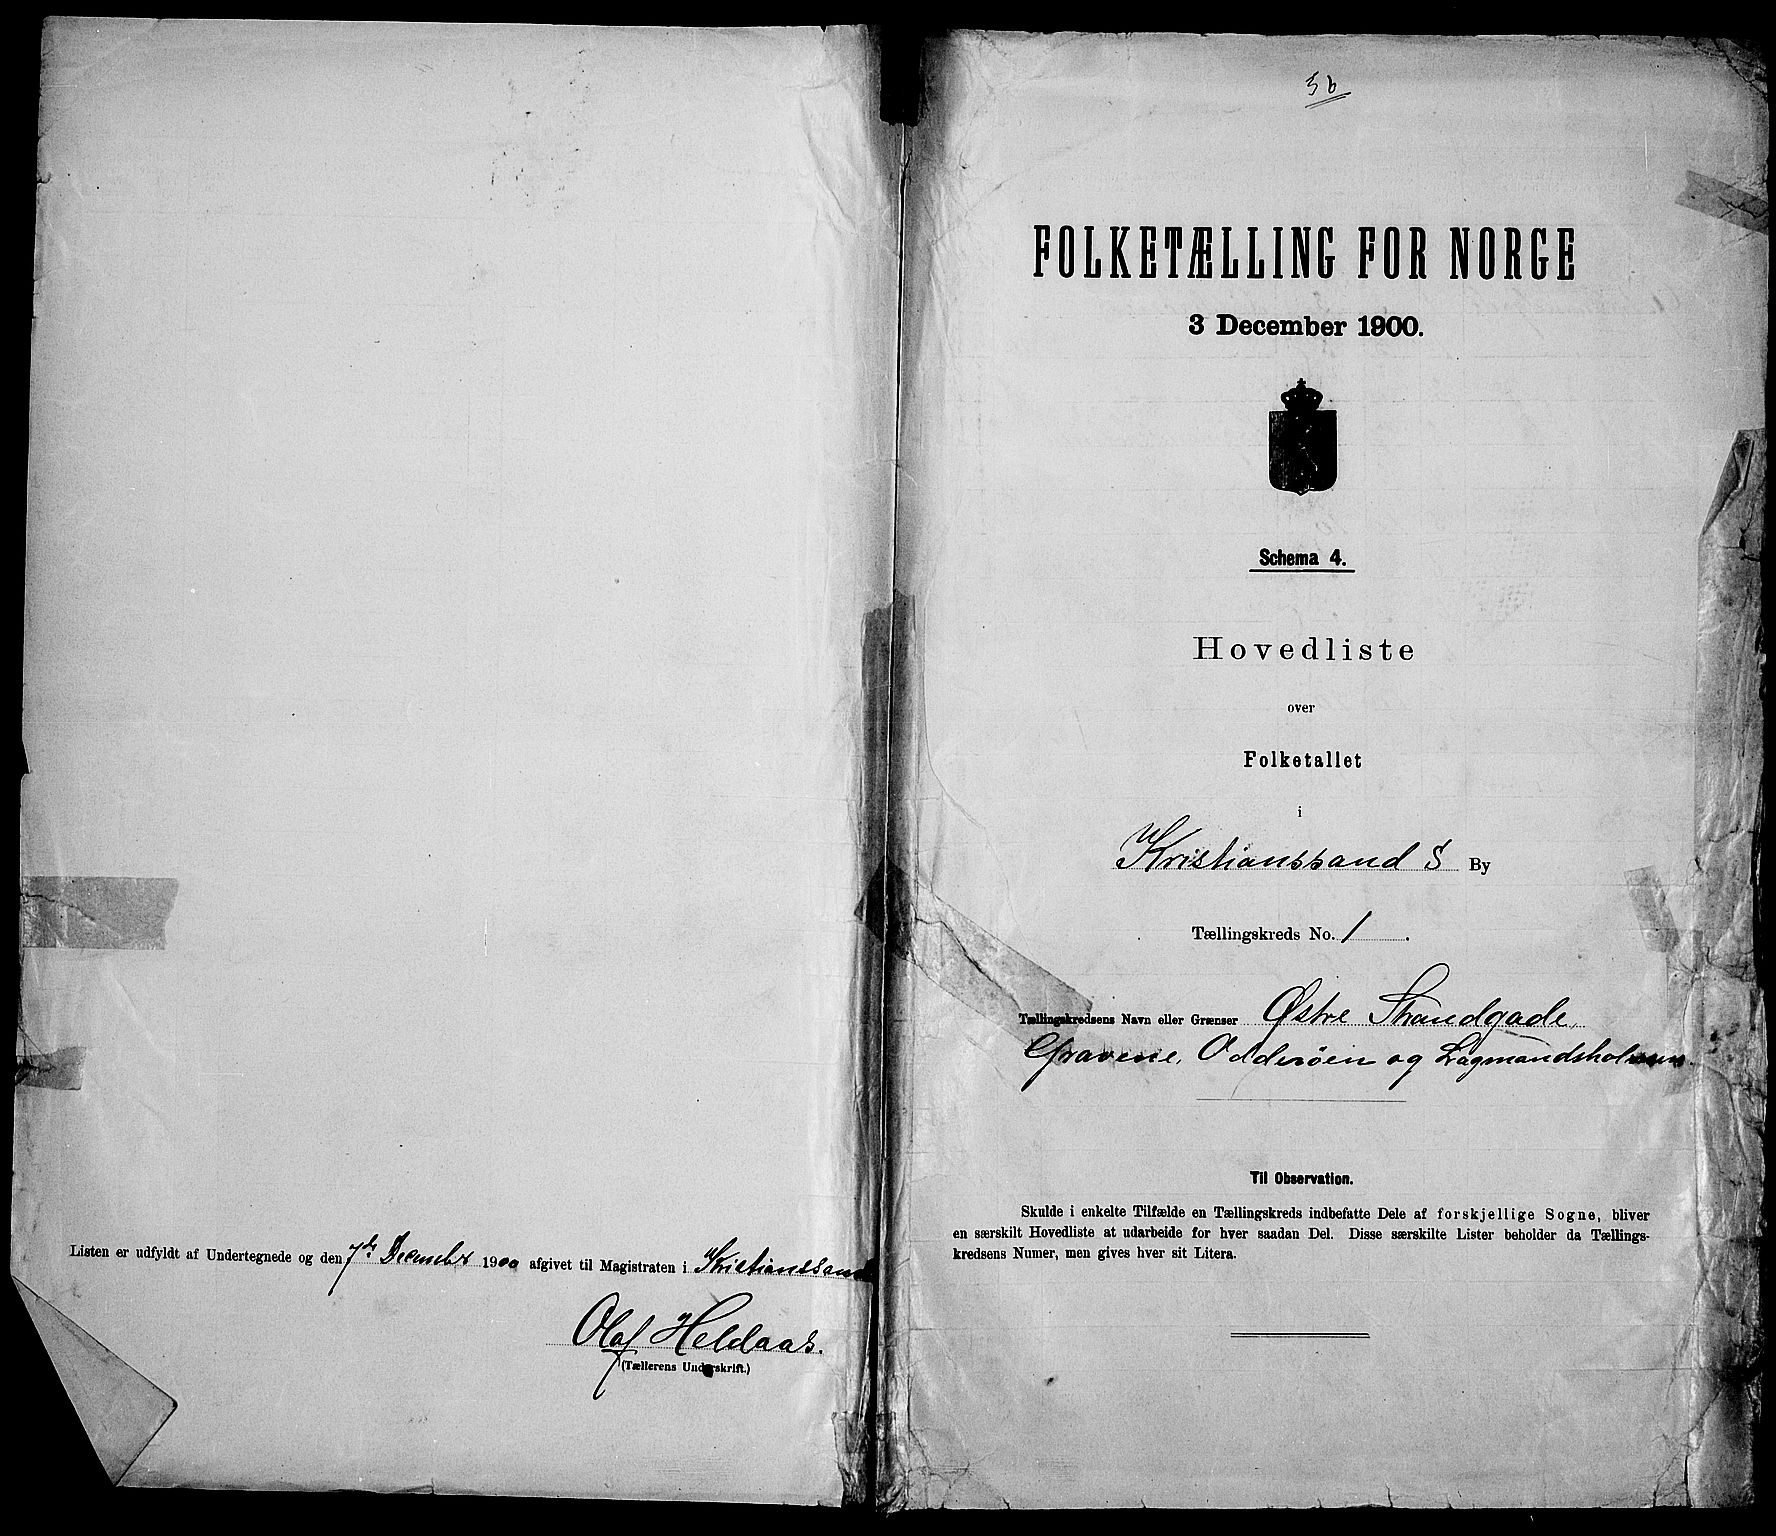 Listen er udfyldt af Undertegnede og den 7de December 1900 afgivet til Magistraten i Kristianssand
Olaf Heldaas.
(Tællerens Underskrift.)
36
FOLKETÆLLING FOR NORGE
3 December 1900.
Schema 4.
Hovedliste
over
Folketallet
i
Kristianssand S By
Tællingskreds No. 1.
Tællingskredsens Navn eller Grænser Østre Strandgade,
Gravene, Odderøen og Lagmandsholmen.
Til Observation.
Skulde i enkelte Tilfælde en Tællingskreds indbefatte Dele af forskjellige Sogne, bliver
en særskilt Hovedliste at udarbeide for hver saadan Del. Disse særskilte Lister beholder da Tællings-
kredsens Numer, men gives hver sit Litera.